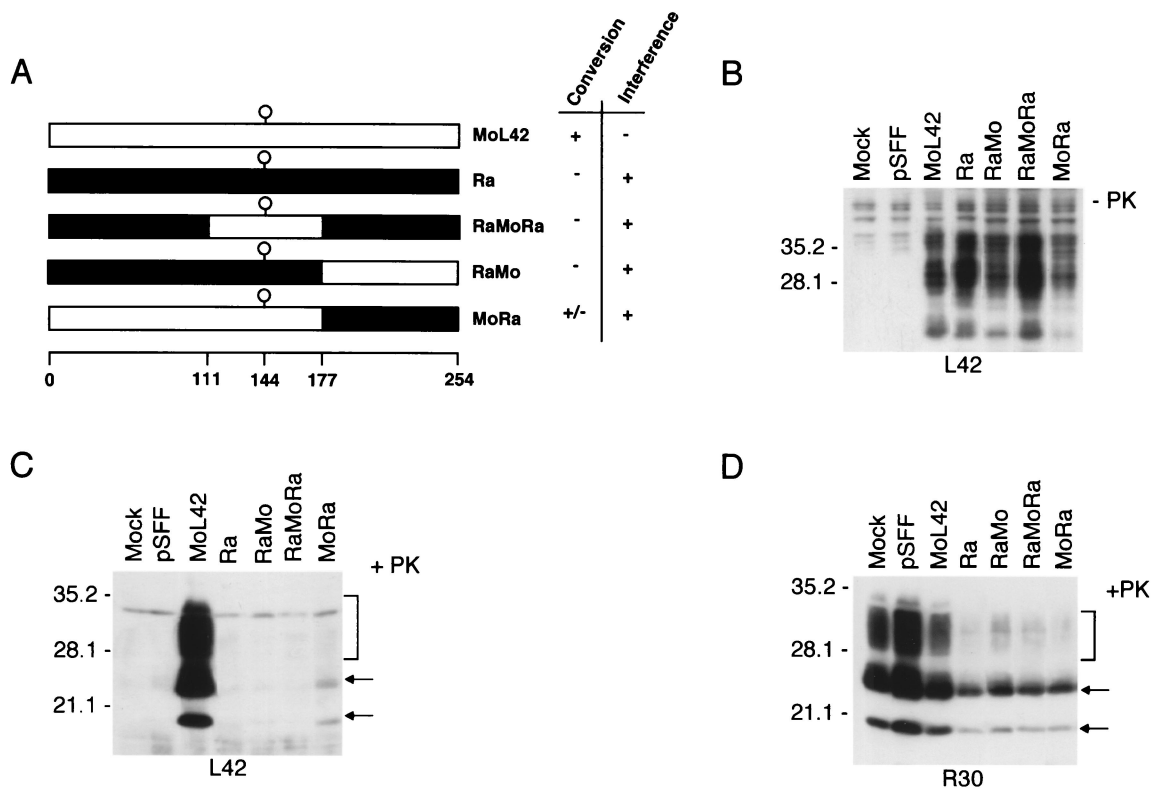 A
Conversion
Interference
MoL42 + -
Ra - +
RaMoRa - +
RaMo - +
MoRa +/- +
0 111 144 177 254
B
Mock pSFF MoL42 Ra RaMo RaMoRa MoRa
- PK
35.2 -
28.1 -
L42
C
Mock pSFF MoL42 Ra RaMo RaMoRa MoRa
+ PK
35.2 -
28.1 -
21.1 -
L42
D
Mock pSFF MoL42 Ra RaMo RaMoRa MoRa
+PK
35.2 -
28.1 -
21.1 -
R30